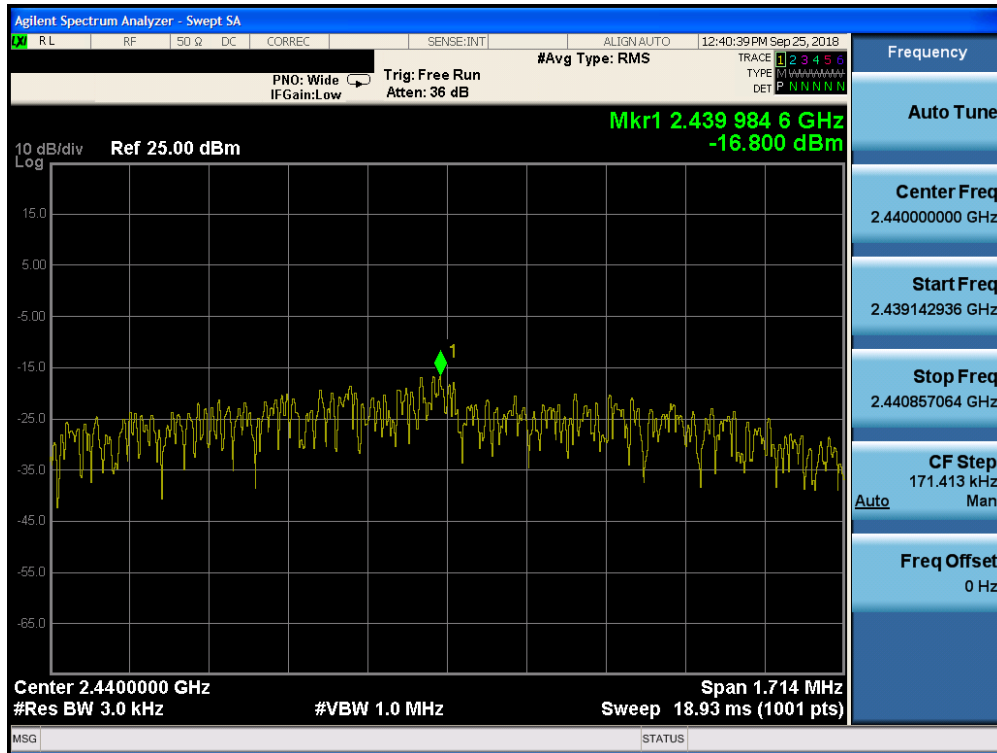 Agilent Spectrum Analyzer - Swept SA
LXI RL RF 50 Ω DC CORREC SENSE:INT ALIGN AUTO 12:40:39 PM Sep 25, 2018
Frequency
#Avg Type: RMS
TRACE 1 2 3 4 5 6
PNO: Wide Trig: Free Run
TYPE M WWWWW
IFGain:Low Atten: 36 dB
DET P N N N N N
Auto Tune
Mkr1 2.439 984 6 GHz
-16.800 dBm
10 dB/div Ref 25.00 dBm
Log
15.0
5.00
-5.00
-15.0
-25.0
-35.0
-45.0
-55.0
-65.0
1
Center Freq
2.440000000 GHz
Start Freq
2.439142936 GHz
Stop Freq
2.440857064 GHz
CF Step
171.413 kHz
Auto Man
Freq Offset
0 Hz
Center 2.4400000 GHz Span 1.714 MHz
#Res BW 3.0 kHz #VBW 1.0 MHz Sweep 18.93 ms (1001 pts)
MSG STATUS